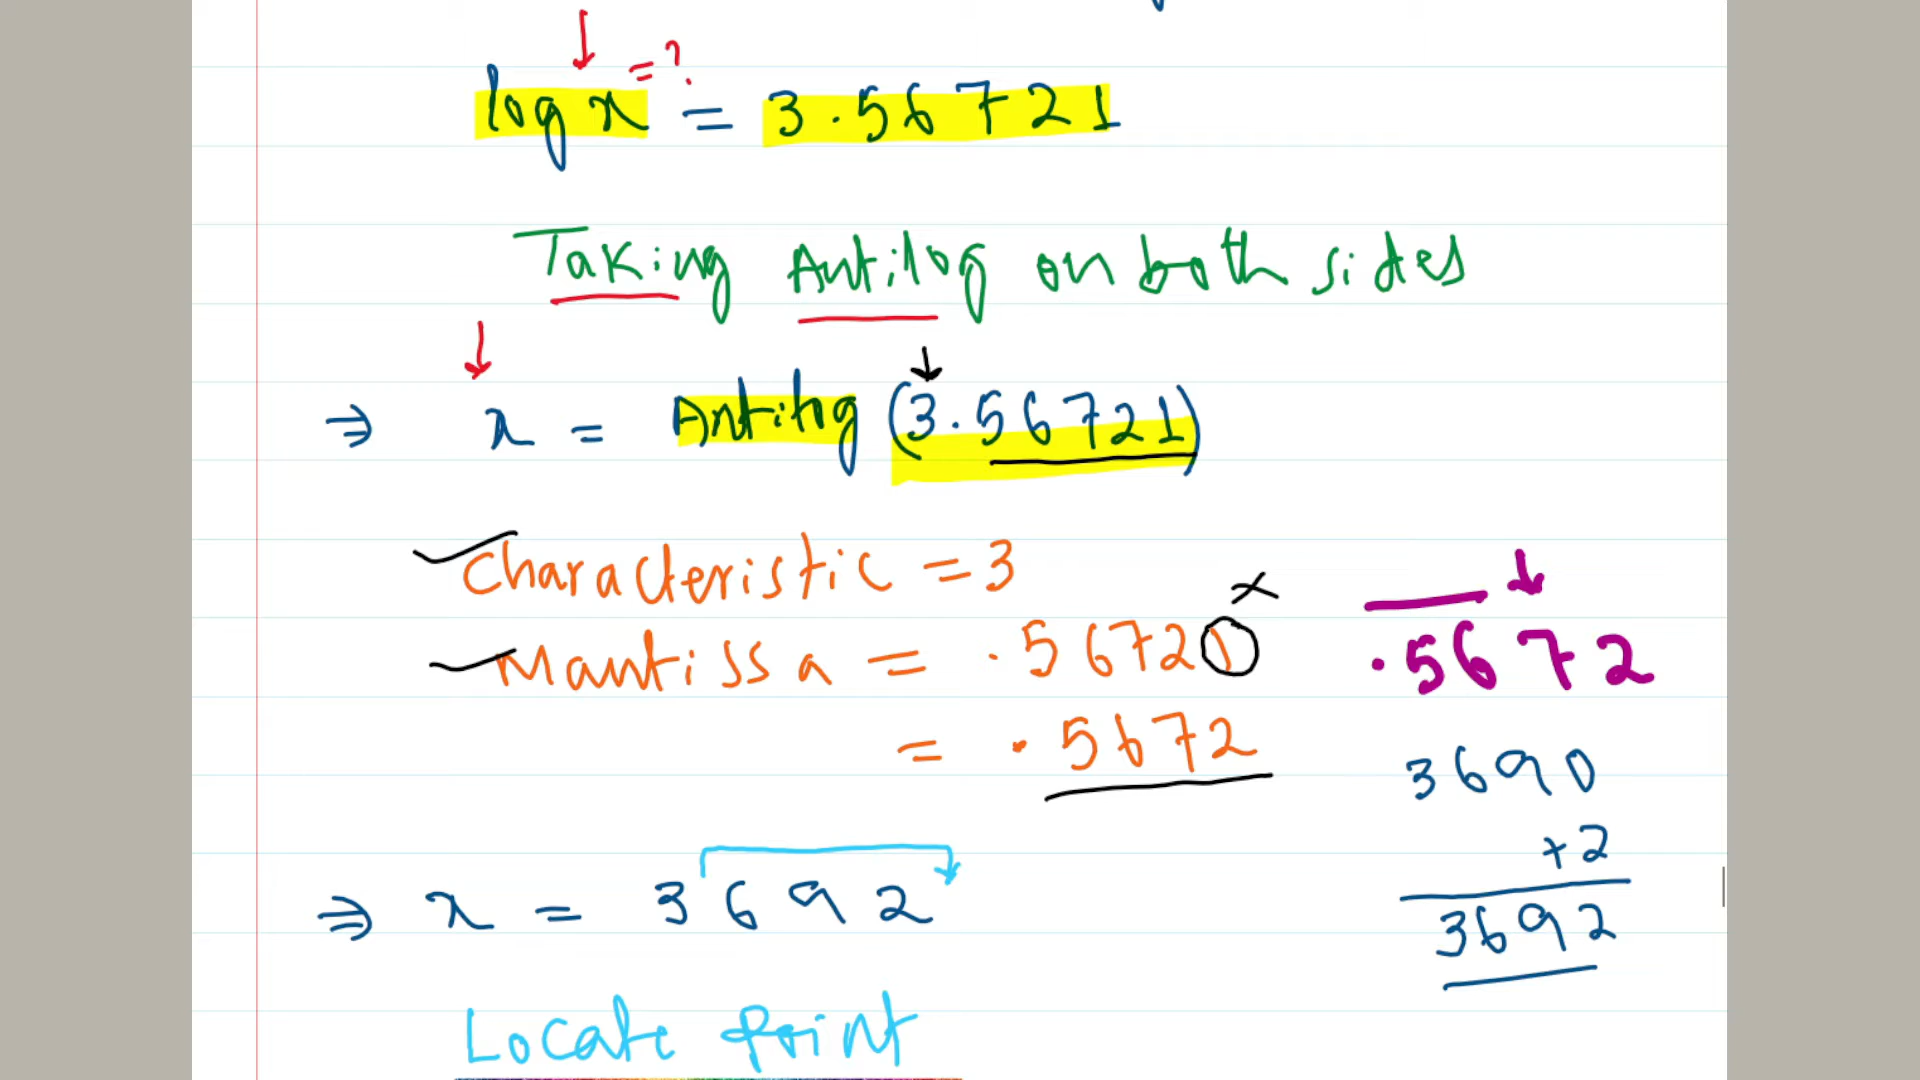 = ?
log x = 3.56721
Taking Antilog on both sides
⇒ x = Antilog (3.56721)
Characteristic = 3
Mantissa = .56721 ×
= .5672
.5672
3690
+2
3692
⇒ x = 3692
Locate Point